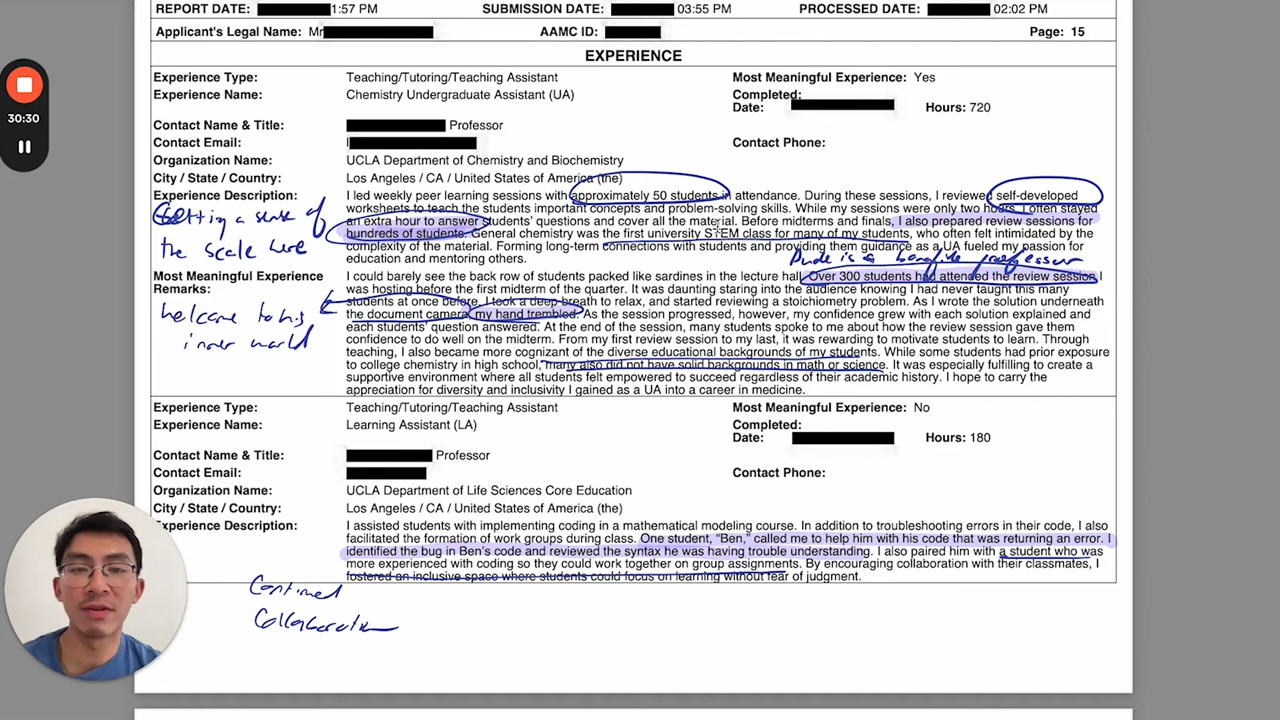 REPORT DATE: 1:57 PM SUBMISSION DATE: 03:55 PM PROCESSED DATE: 02:02 PM
Applicant's Legal Name: Mr AAMC ID: Page: 15
EXPERIENCE
Experience Type: Teaching/Tutoring/Teaching Assistant Most Meaningful Experience: Yes
Experience Name: Chemistry Undergraduate Assistant (UA) Completed:
Date: Hours: 720
Contact Name & Title: Professor
Contact Email: Contact Phone:
Organization Name: UCLA Department of Chemistry and Biochemistry
City / State / Country: Los Angeles / CA / United States of America (the)
Experience Description: I led weekly peer learning sessions with approximately 50 students in attendance. During these sessions, I reviewed self-developed
worksheets to teach the students important concepts and problem-solving skills. While my sessions were only two hours, I often stayed
an extra hour to answer students' questions and cover all the material. Before midterms and finals, I also prepared review sessions for
hundreds of students. General chemistry was the first university STEM class for many of my students, who often felt intimidated by the
complexity of the material. Forming long-term connections with students and providing them guidance as a UA fueled my passion for
education and mentoring others.
Getting a sense of
the scale here
Dude is a benefite professor
Most Meaningful Experience Remarks: I could barely see the back row of students packed like sardines in the lecture hall. Over 300 students had attended the review session I
was hosting before the first midterm of the quarter. It was daunting staring into the audience knowing I had never taught this many
students at once before. I took a deep breath to relax, and started reviewing a stoichiometry problem. As I wrote the solution underneath
the document camera, my hand trembled. As the session progressed, however, my confidence grew with each solution explained and
each students' question answered. At the end of the session, many students spoke to me about how the review session gave them
confidence to do well on the midterm. From my first review session to my last, it was rewarding to motivate students to learn. Through
teaching, I also became more cognizant of the diverse educational backgrounds of my students. While some students had prior exposure
to college chemistry in high school, many also did not have solid backgrounds in math or science. It was especially fulfilling to create a
supportive environment where all students felt empowered to succeed regardless of their academic history. I hope to carry the
appreciation for diversity and inclusivity I gained as a UA into a career in medicine.
welcome to his
inner world
Experience Type: Teaching/Tutoring/Teaching Assistant Most Meaningful Experience: No
Experience Name: Learning Assistant (LA) Completed:
Date: Hours: 180
Contact Name & Title: Professor
Contact Email: Contact Phone:
Organization Name: UCLA Department of Life Sciences Core Education
City / State / Country: Los Angeles / CA / United States of America (the)
Experience Description: I assisted students with implementing coding in a mathematical modeling course. In addition to troubleshooting errors in their code, I also
facilitated the formation of work groups during class. One student, "Ben," called me to help him with his code that was returning an error. I
identified the bug in Ben's code and reviewed the syntax he was having trouble understanding. I also paired him with a student who was
more experienced with coding so they could work together on group assignments. By encouraging collaboration with their classmates, I
fostered an inclusive space where students could focus on learning without fear of judgment.
Continued
Collaboration
30:30